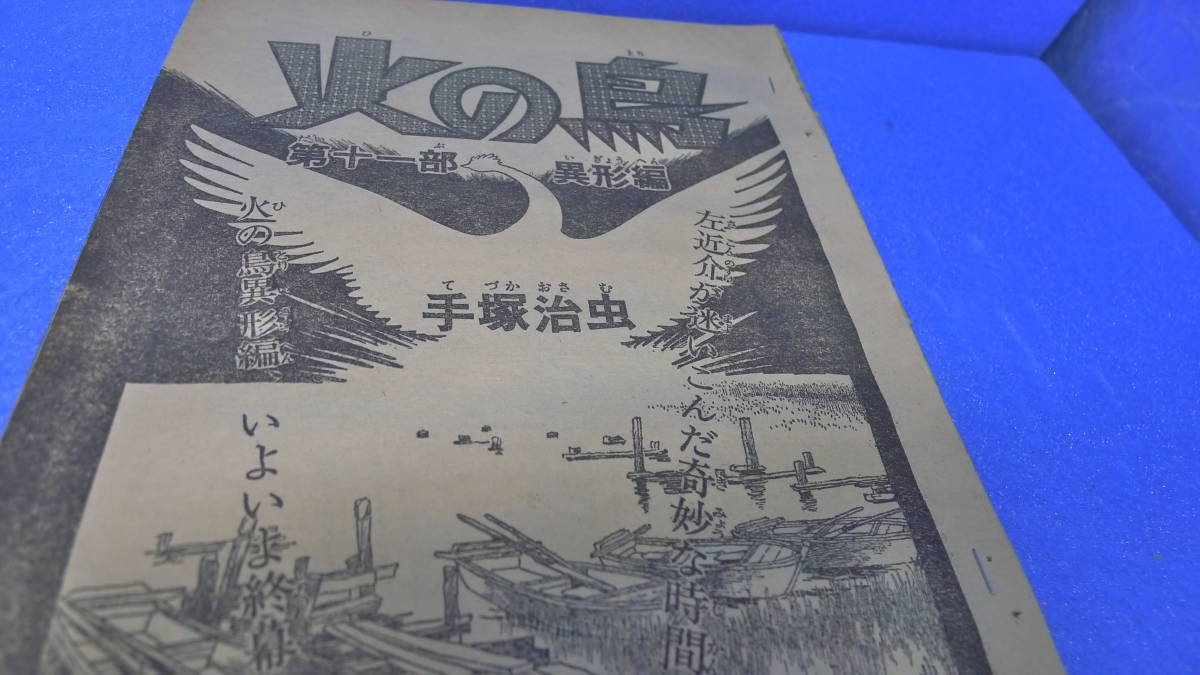 火の鳥
第十一部
異形編
手塚治虫
左近介が迷いこんだ奇妙な時間
火の鳥異形編、いよいよ終幕